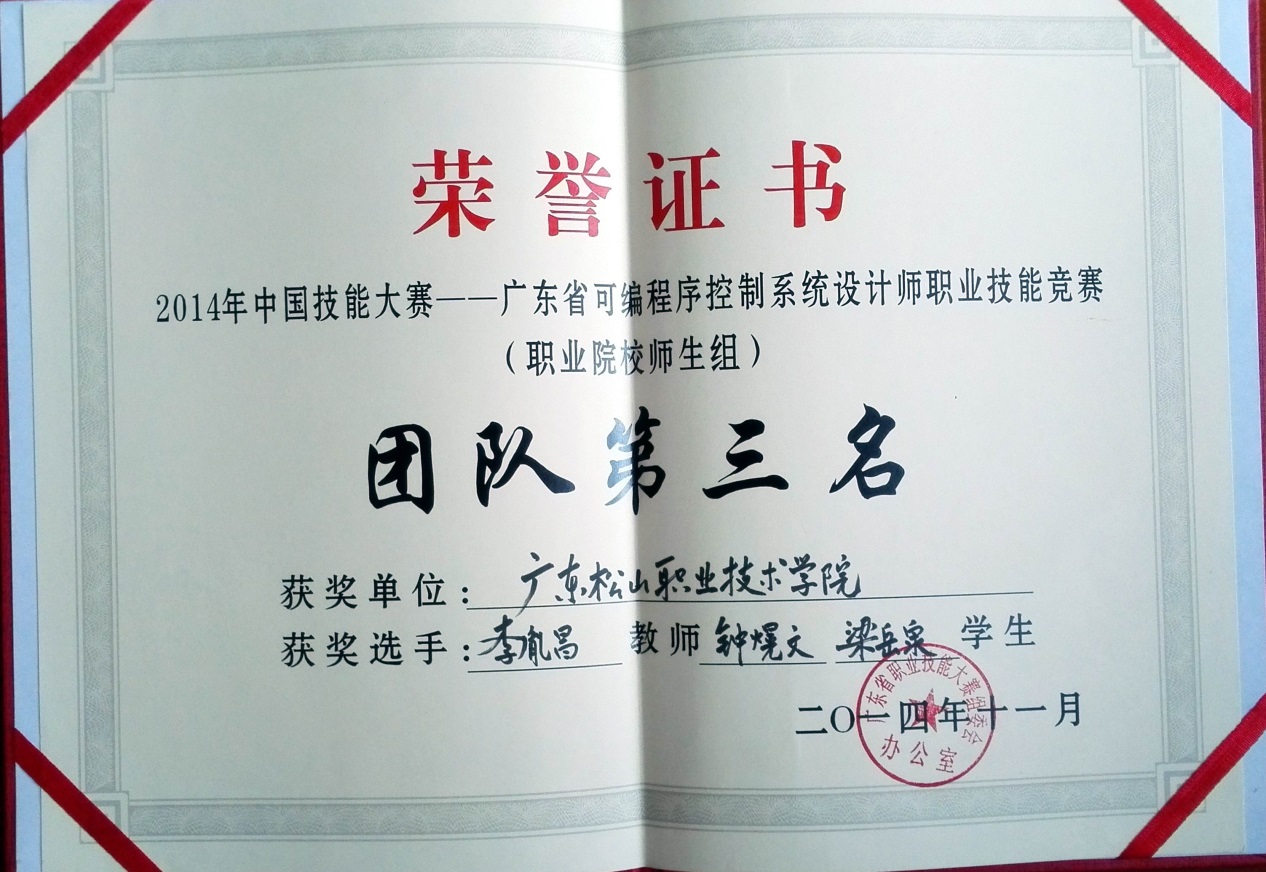 荣誉证书
2014年中国技能大赛——广东省可编程序控制系统设计师职业技能竞赛
（职业院校师生组）
团队第三名
获奖单位：广东松山职业技术学院
获奖选手：李胤昌 教师 钟熀文 梁岳泉 学生
二〇一四年十一月
广东省职业技能大赛组委会
办公室